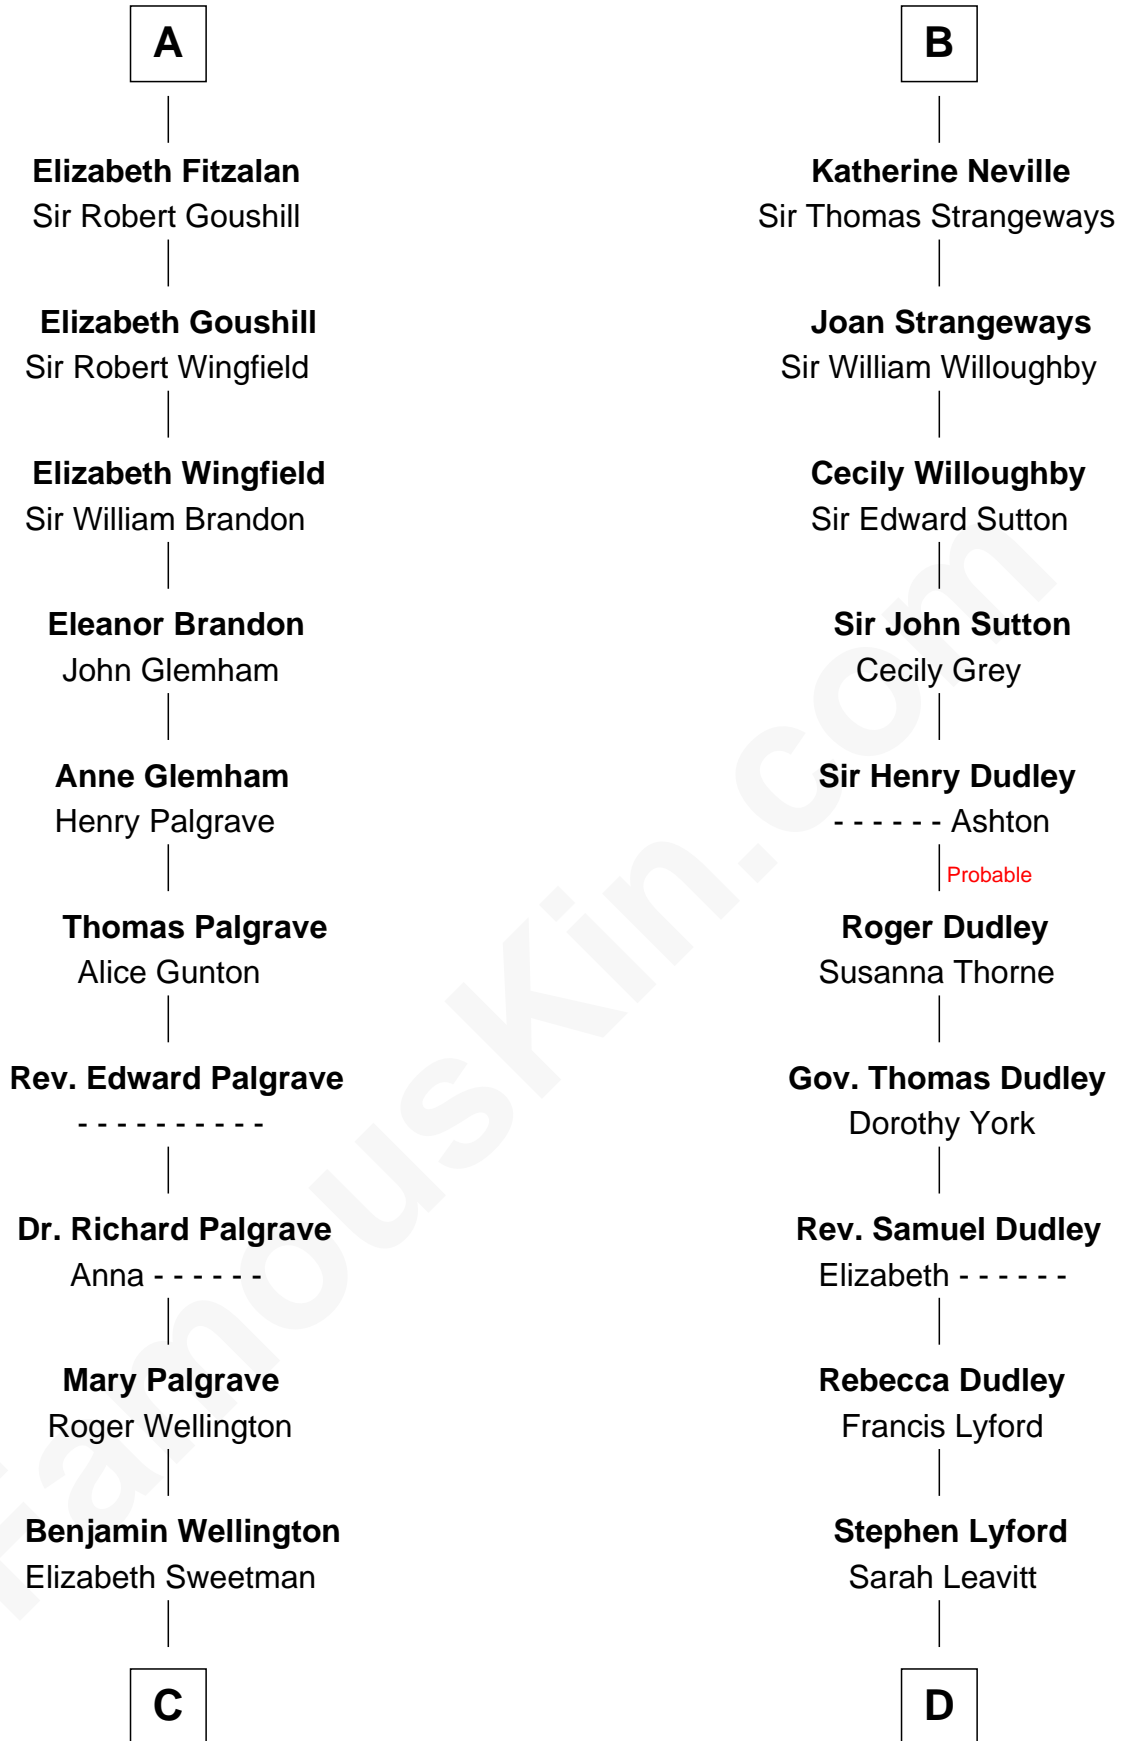 A
Elizabeth Fitzalan
Sir Robert Goushill
Elizabeth Goushill
Sir Robert Wingfield
Elizabeth Wingfield
Sir William Brandon
Eleanor Brandon
John Glemham
Anne Glemham
Henry Palgrave
Thomas Palgrave
Alice Gunton
Rev. Edward Palgrave
- - - - - - - - - -
Dr. Richard Palgrave
Anna - - - - - -
Mary Palgrave
Roger Wellington
Benjamin Wellington
Elizabeth Sweetman
C
B
Katherine Neville
Sir Thomas Strangeways
Joan Strangeways
Sir William Willoughby
Cecily Willoughby
Sir Edward Sutton
Sir John Sutton
Cecily Grey
Sir Henry Dudley
- - - - - - Ashton
Probable
Roger Dudley
Susanna Thorne
Gov. Thomas Dudley
Dorothy York
Rev. Samuel Dudley
Elizabeth - - - - - -
Rebecca Dudley
Francis Lyford
Stephen Lyford
Sarah Leavitt
D
FamousKin.com